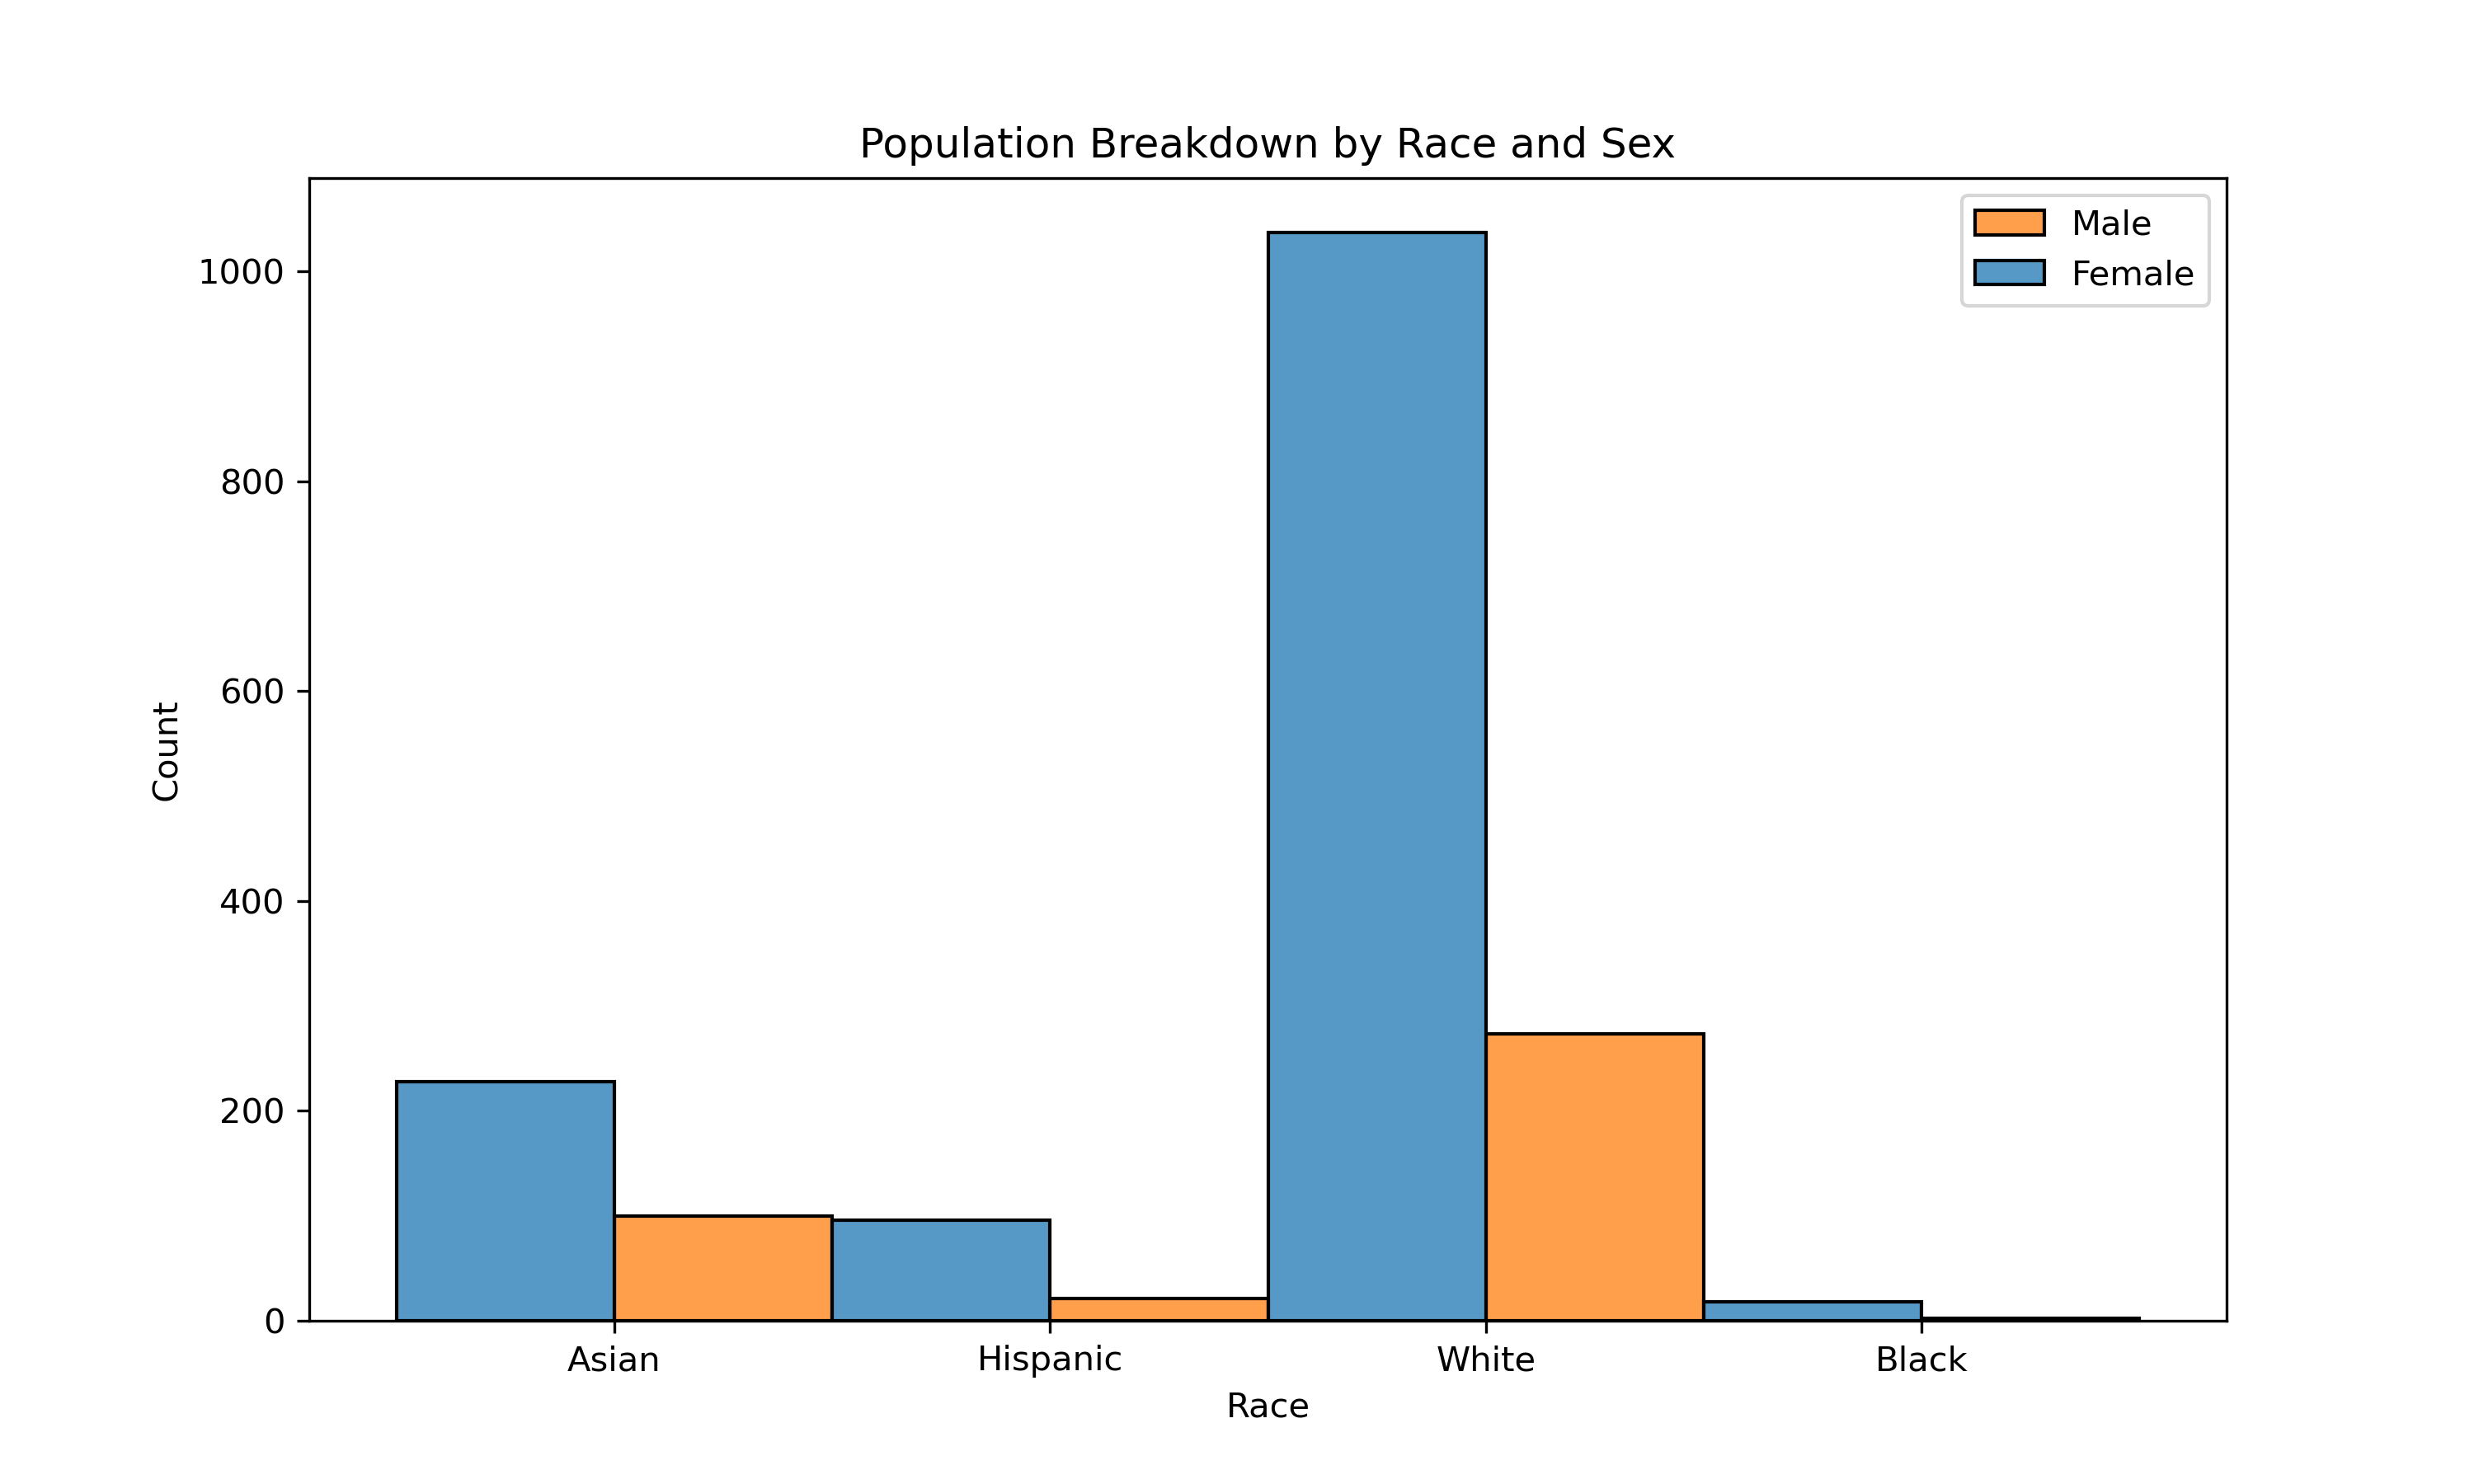 Population Breakdown by Race and Sex
Male
Female
1000
800
600
400
200
0
Count
Asian
Hispanic
White
Black
Race